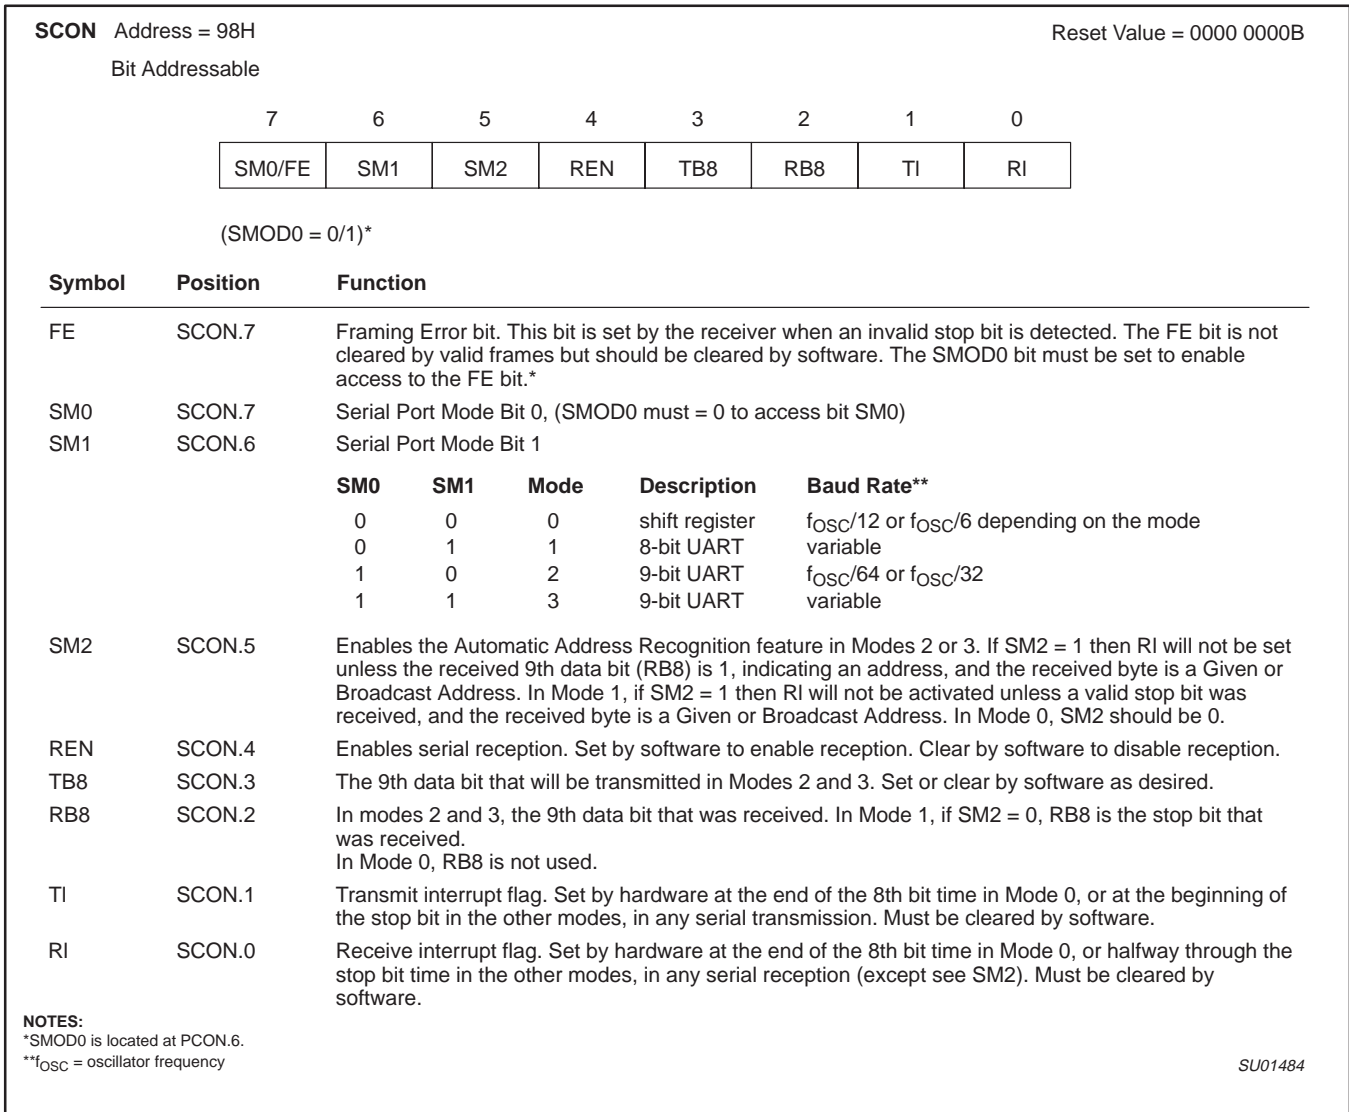 SCON Address = 98H Reset Value = 0000 0000B
Bit Addressable
7 6 5 4 3 2 1 0
SM0/FE SM1 SM2 REN TB8 RB8 TI RI
(SMOD0 = 0/1)*
Symbol Position Function
FE SCON.7 Framing Error bit. This bit is set by the receiver when an invalid stop bit is detected. The FE bit is not
cleared by valid frames but should be cleared by software. The SMOD0 bit must be set to enable
access to the FE bit.*
SM0 SCON.7 Serial Port Mode Bit 0, (SMOD0 must = 0 to access bit SM0)
SM1 SCON.6 Serial Port Mode Bit 1
SM0 SM1 Mode Description Baud Rate**
0 0 0 shift register fOSC/12 or fOSC/6 depending on the mode
0 1 1 8-bit UART variable
1 0 2 9-bit UART fOSC/64 or fOSC/32
1 1 3 9-bit UART variable
SM2 SCON.5 Enables the Automatic Address Recognition feature in Modes 2 or 3. If SM2 = 1 then RI will not be set
unless the received 9th data bit (RB8) is 1, indicating an address, and the received byte is a Given or
Broadcast Address. In Mode 1, if SM2 = 1 then RI will not be activated unless a valid stop bit was
received, and the received byte is a Given or Broadcast Address. In Mode 0, SM2 should be 0.
REN SCON.4 Enables serial reception. Set by software to enable reception. Clear by software to disable reception.
TB8 SCON.3 The 9th data bit that will be transmitted in Modes 2 and 3. Set or clear by software as desired.
RB8 SCON.2 In modes 2 and 3, the 9th data bit that was received. In Mode 1, if SM2 = 0, RB8 is the stop bit that
was received.
In Mode 0, RB8 is not used.
TI SCON.1 Transmit interrupt flag. Set by hardware at the end of the 8th bit time in Mode 0, or at the beginning of
the stop bit in the other modes, in any serial transmission. Must be cleared by software.
RI SCON.0 Receive interrupt flag. Set by hardware at the end of the 8th bit time in Mode 0, or halfway through the
stop bit time in the other modes, in any serial reception (except see SM2). Must be cleared by
software.
NOTES:
*SMOD0 is located at PCON.6.
**fOSC = oscillator frequency
SU01484